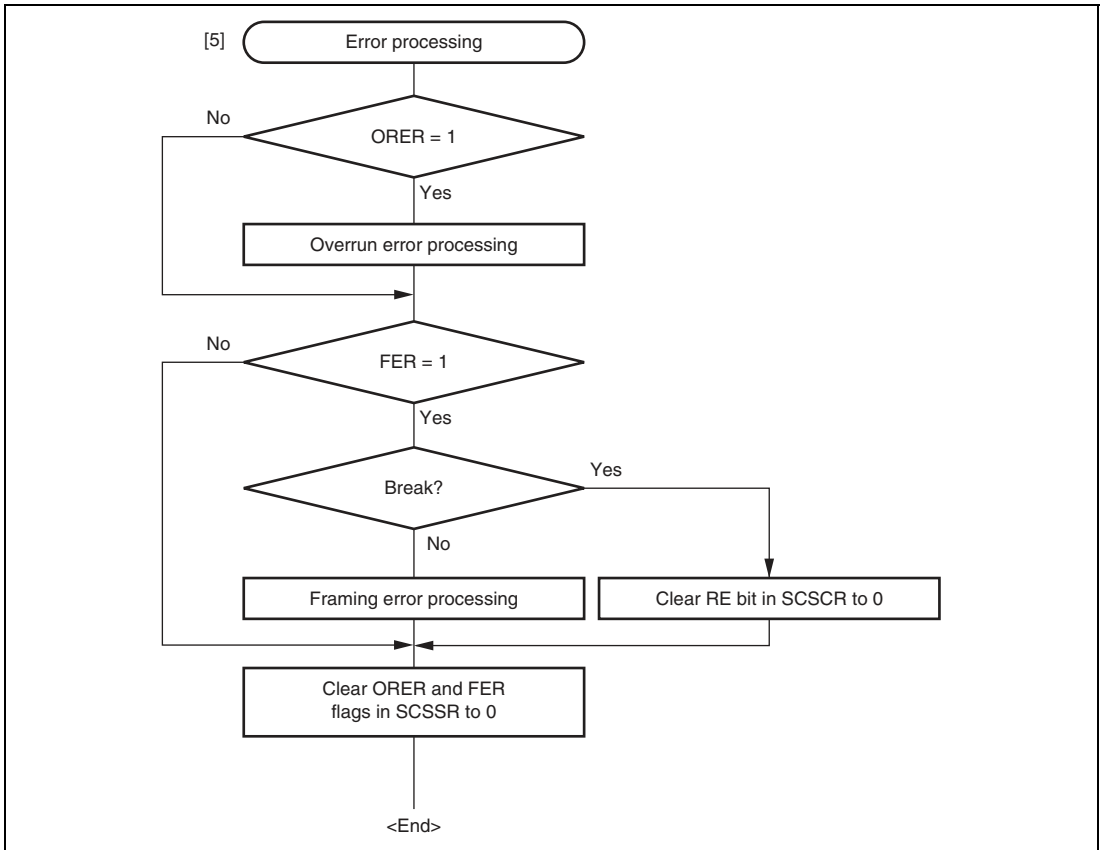 [5]
Error processing
No
ORER = 1
Yes
Overrun error processing
No
FER = 1
Yes
Break?
Yes
No
Framing error processing
Clear RE bit in SCSCR to 0
Clear ORER and FER
flags in SCSSR to 0
<End>